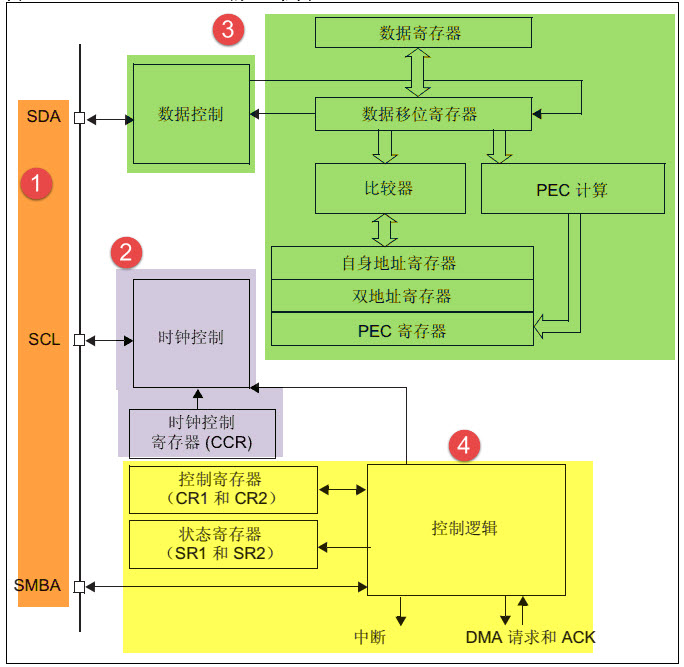 3
数据寄存器
SDA
数据控制
数据移位寄存器
1
比较器
PEC 计算
2
自身地址寄存器
双地址寄存器
PEC 寄存器
SCL
时钟控制
时钟控制
寄存器 (CCR)
4
控制寄存器
（CR1 和 CR2）
控制逻辑
状态寄存器
（SR1 和 SR2）
SMBA
中断
DMA 请求和 ACK